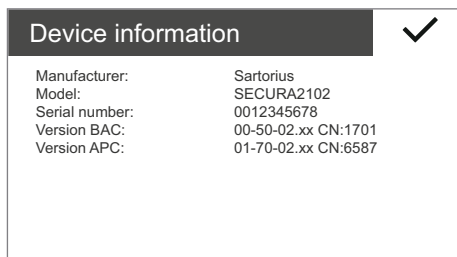 Device information
Manufacturer: Sartorius
Model: SECURA2102
Serial number: 0012345678
Version BAC: 00-50-02.xx CN:1701
Version APC: 01-70-02.xx CN:6587